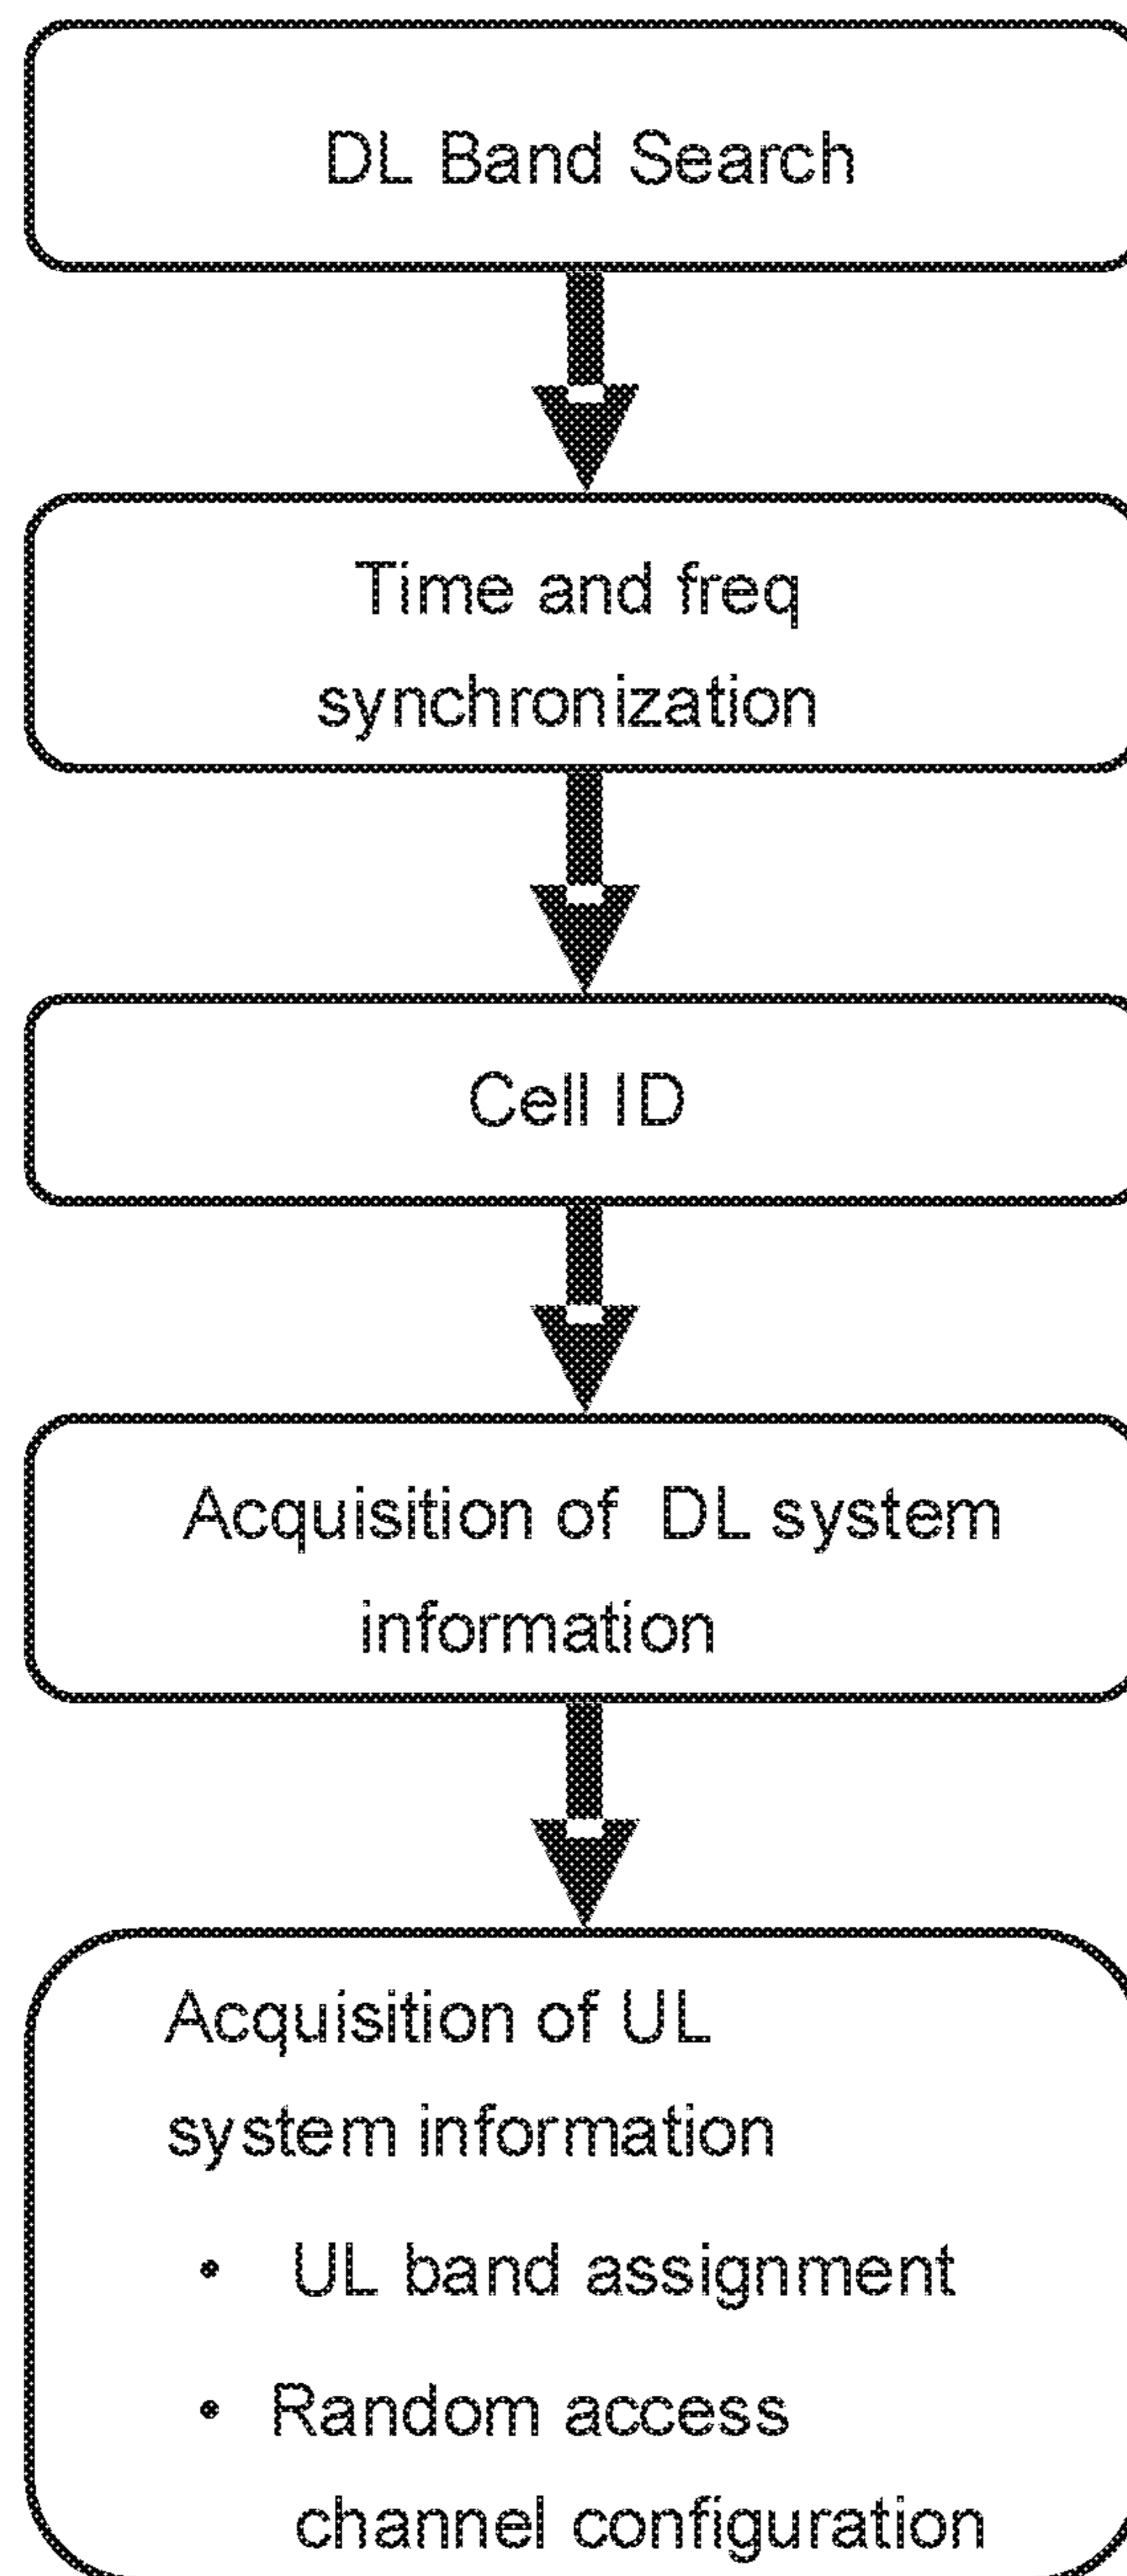 DL Band Search
Time and freq
synchronization
Cell ID
Acquisition of DL system
information
Acquisition of UL
system information
• UL band assignment
• Random access
channel configuration